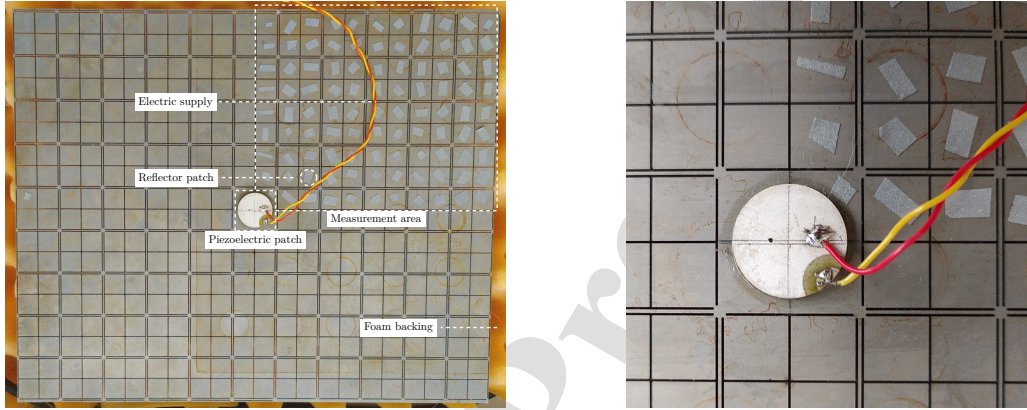 Electric supply
Reflector patch
Measurement area
Piezoelectric patch
Foam backing